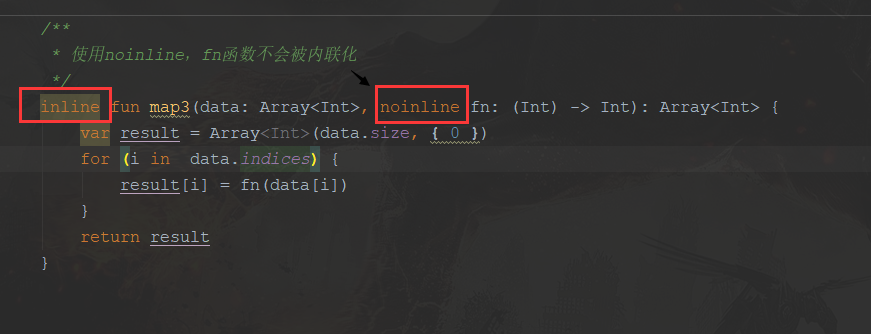 /**
 * 使用noinline，fn函数不会被内联化
 */
inline fun map3(data: Array<Int>, noinline fn: (Int) -> Int): Array<Int> {
    var result = Array<Int>(data.size, { 0 })
    for (i in  data.indices) {
        result[i] = fn(data[i])
    }
    return result
}